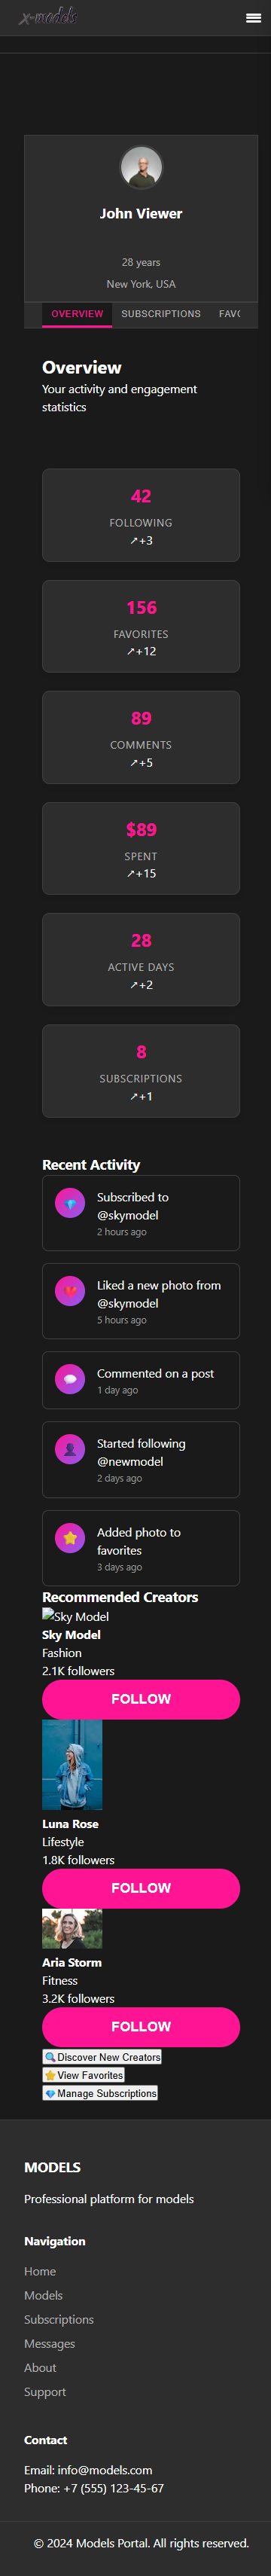 x-models
John Viewer
28 years
New York, USA
OVERVIEW SUBSCRIPTIONS FAVO
Overview
Your activity and engagement
statistics
42
FOLLOWING
↗+3
156
FAVORITES
↗+12
89
COMMENTS
↗+5
$89
SPENT
↗+15
28
ACTIVE DAYS
↗+2
8
SUBSCRIPTIONS
↗+1
Recent Activity
Subscribed to
@skymodel
2 hours ago
Liked a new photo from
@skymodel
5 hours ago
Commented on a post
1 day ago
Started following
@newmodel
2 days ago
Added photo to
favorites
3 days ago
Recommended Creators
Sky Model
Sky Model
Fashion
2.1K followers
FOLLOW
Luna Rose
Lifestyle
1.8K followers
FOLLOW
Aria Storm
Fitness
3.2K followers
FOLLOW
Discover New Creators
View Favorites
Manage Subscriptions
MODELS
Professional platform for models
Navigation
Home
Models
Subscriptions
Messages
About
Support
Contact
Email: info@models.com
Phone: +7 (555) 123-45-67
© 2024 Models Portal. All rights reserved.